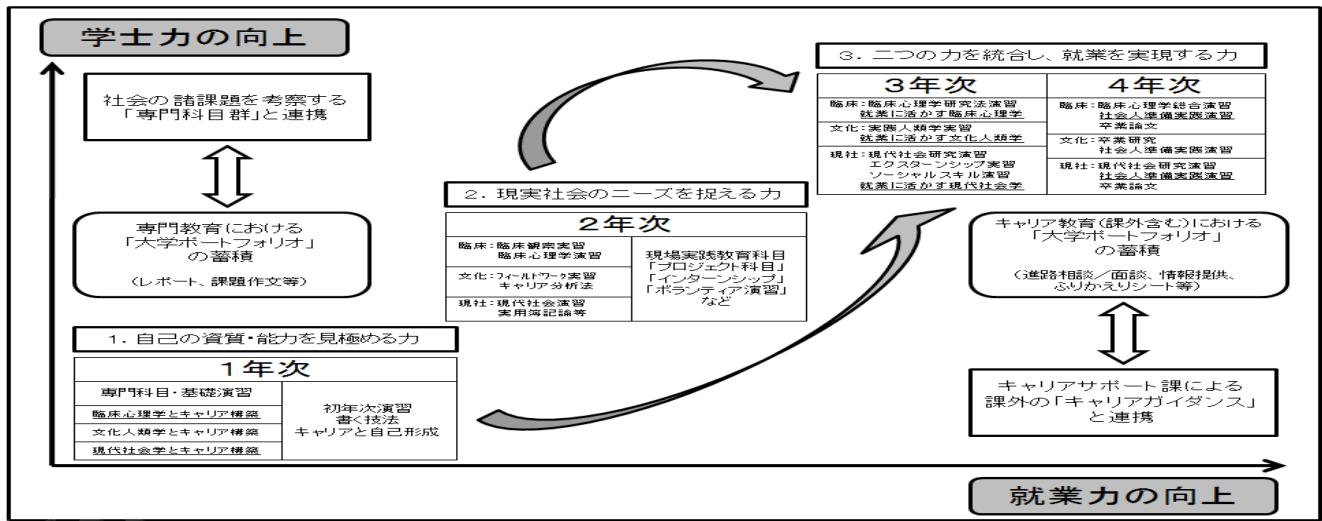 学士力の向上
社会の諸課題を考察する
「専門科目群」と連携
専門教育における
「大学ポートフォリオ」
の蓄積
(レポート、課題作文等)
1. 自己の資質・能力を見極める力
1年次
専門科目・基礎演習
臨床心理学とキャリア構築
文化人類学とキャリア構築
現代社会学とキャリア構築
初年次演習
書く技法
キャリアと自己形成
2. 現実社会のニーズを捉える力
2年次
臨床:臨床観察実習
臨床心理学演習
文化:フィールドワーク実習
キャリア分析法
現社:現代社会演習
実用簿記論等
現場実践教育科目
「プロジェクト科目」
「インターンシップ」
「ボランティア演習」
など
3. 二つの力を統合し、就業を実現する力
3年次
臨床:臨床心理学研究法演習
就業に活かす臨床心理学
文化:実践人類学実習
就業に活かす文化人類学
現社:現代社会研究演習
エクスターンシップ実習
ソーシャルスキル演習
就業に活かす現代社会学
4年次
臨床:臨床心理学総合演習
社会人準備実践演習
卒業論文
文化:卒業研究
社会人準備実践演習
現社:現代社会研究演習
社会人準備実践演習
卒業論文
キャリア教育(課外含む)における
「大学ポートフォリオ」
の蓄積
(進路相談/面談、情報提供、
ふりかえりシート等)
キャリアサポート課による
課外の「キャリアガイダンス」
と連携
就業力の向上